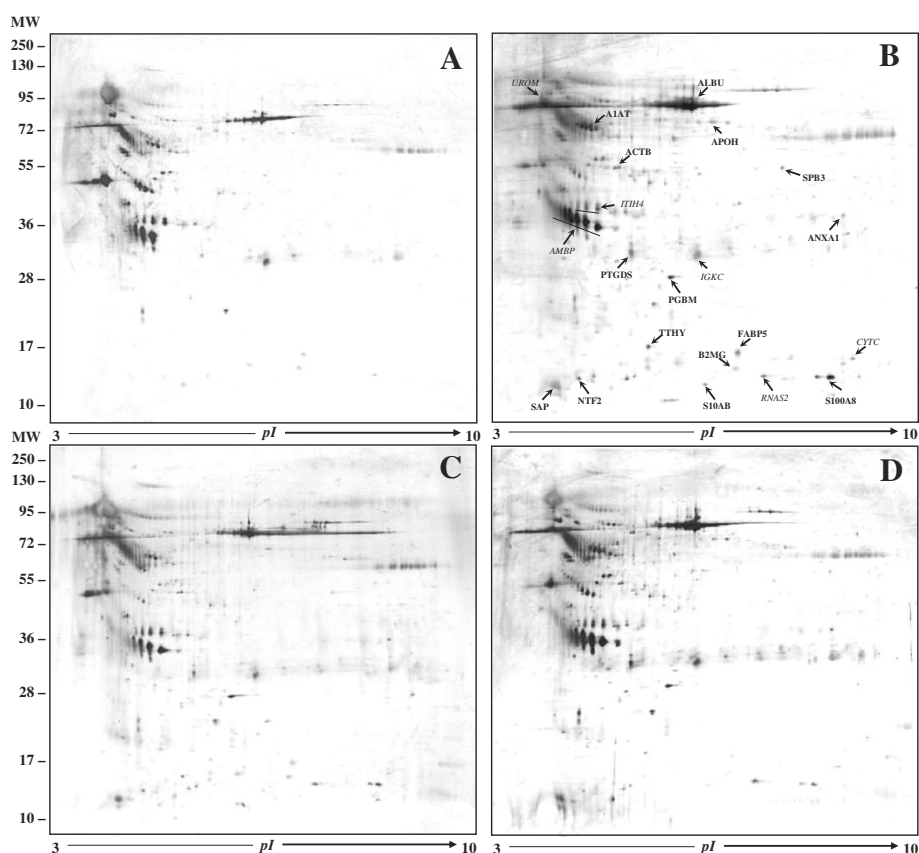 MW
250
130
95
72
55
36
28
17
10
A
3 pI 10
B
UROM
ALBU
A1AT
APOH
ACTB
SPB3
ITIH4
ANXA1
AMBP
PTGDS
IGKC
PGBM
TTHY
FABP5
B2MG
CYTC
SAP
NTF2
S10AB
RNAS2
S100A8
3 pI 10
MW
250
130
95
72
55
36
28
17
10
C
3 pI 10
D
3 pI 10